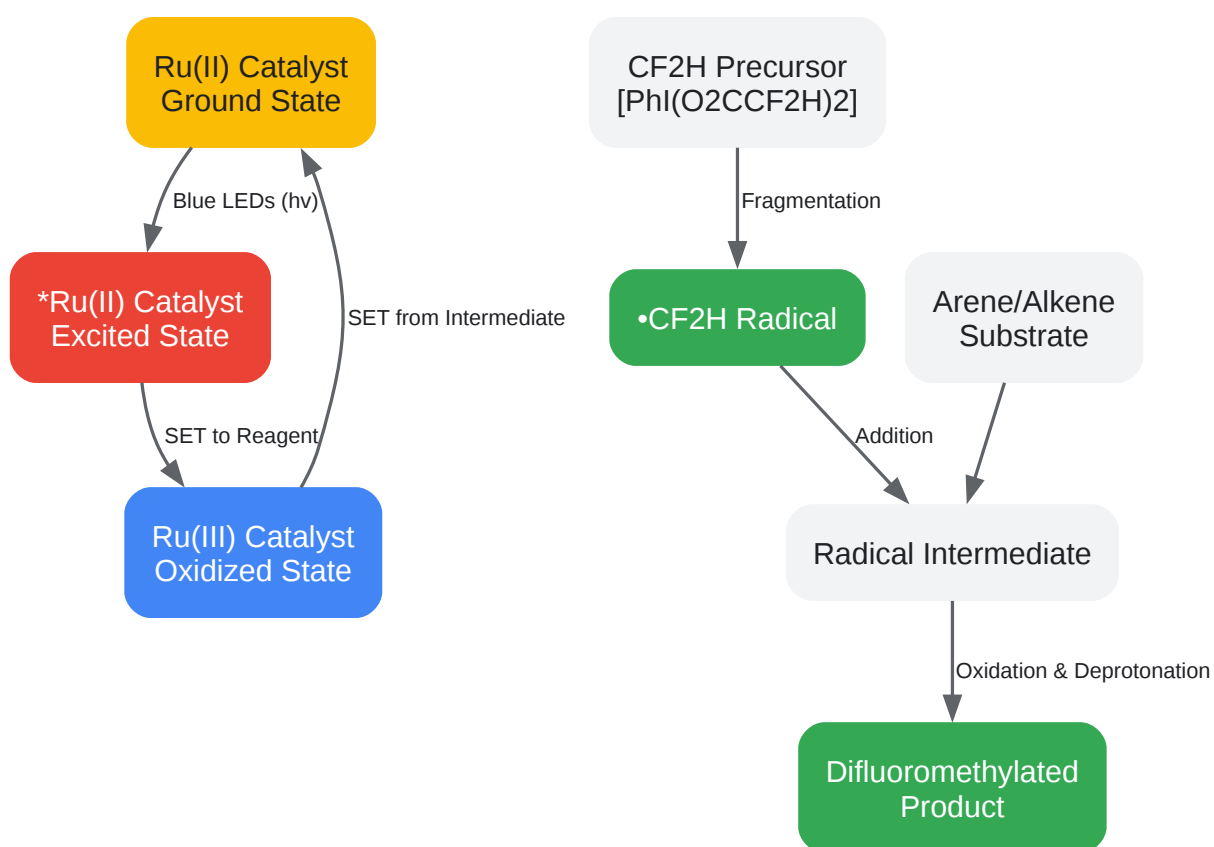 Ru(II) Catalyst
Ground State
CF2H Precursor
[PhI(O2CCF2H)2]
Blue LEDs (hv)
Fragmentation
*Ru(II) Catalyst
Excited State
•CF2H Radical
Arene/Alkene
Substrate
SET from Intermediate
SET to Reagent
Addition
Ru(III) Catalyst
Oxidized State
Radical Intermediate
Oxidation & Deprotonation
Difluoromethylated
Product